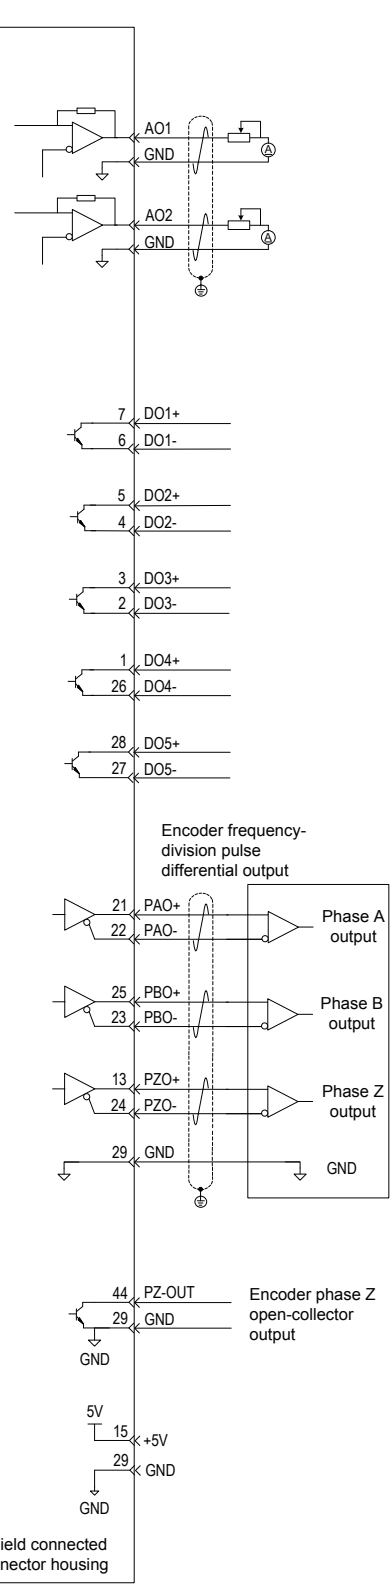 AO1
A
GND
AO2
A
GND
7 DO1+
6 DO1-
5 DO2+
4 DO2-
3 DO3+
2 DO3-
1 DO4+
26 DO4-
28 DO5+
27 DO5-
Encoder frequency-
division pulse
differential output
21 PAO+
22 PAO-
Phase A
output
25 PBO+
23 PBO-
Phase B
output
13 PZO+
24 PZO-
Phase Z
output
29 GND
GND
44 PZ-OUT
29 GND
GND
Encoder phase Z
open-collector
output
5V
15 +5V
29 GND
GND
ield connected
nector housing